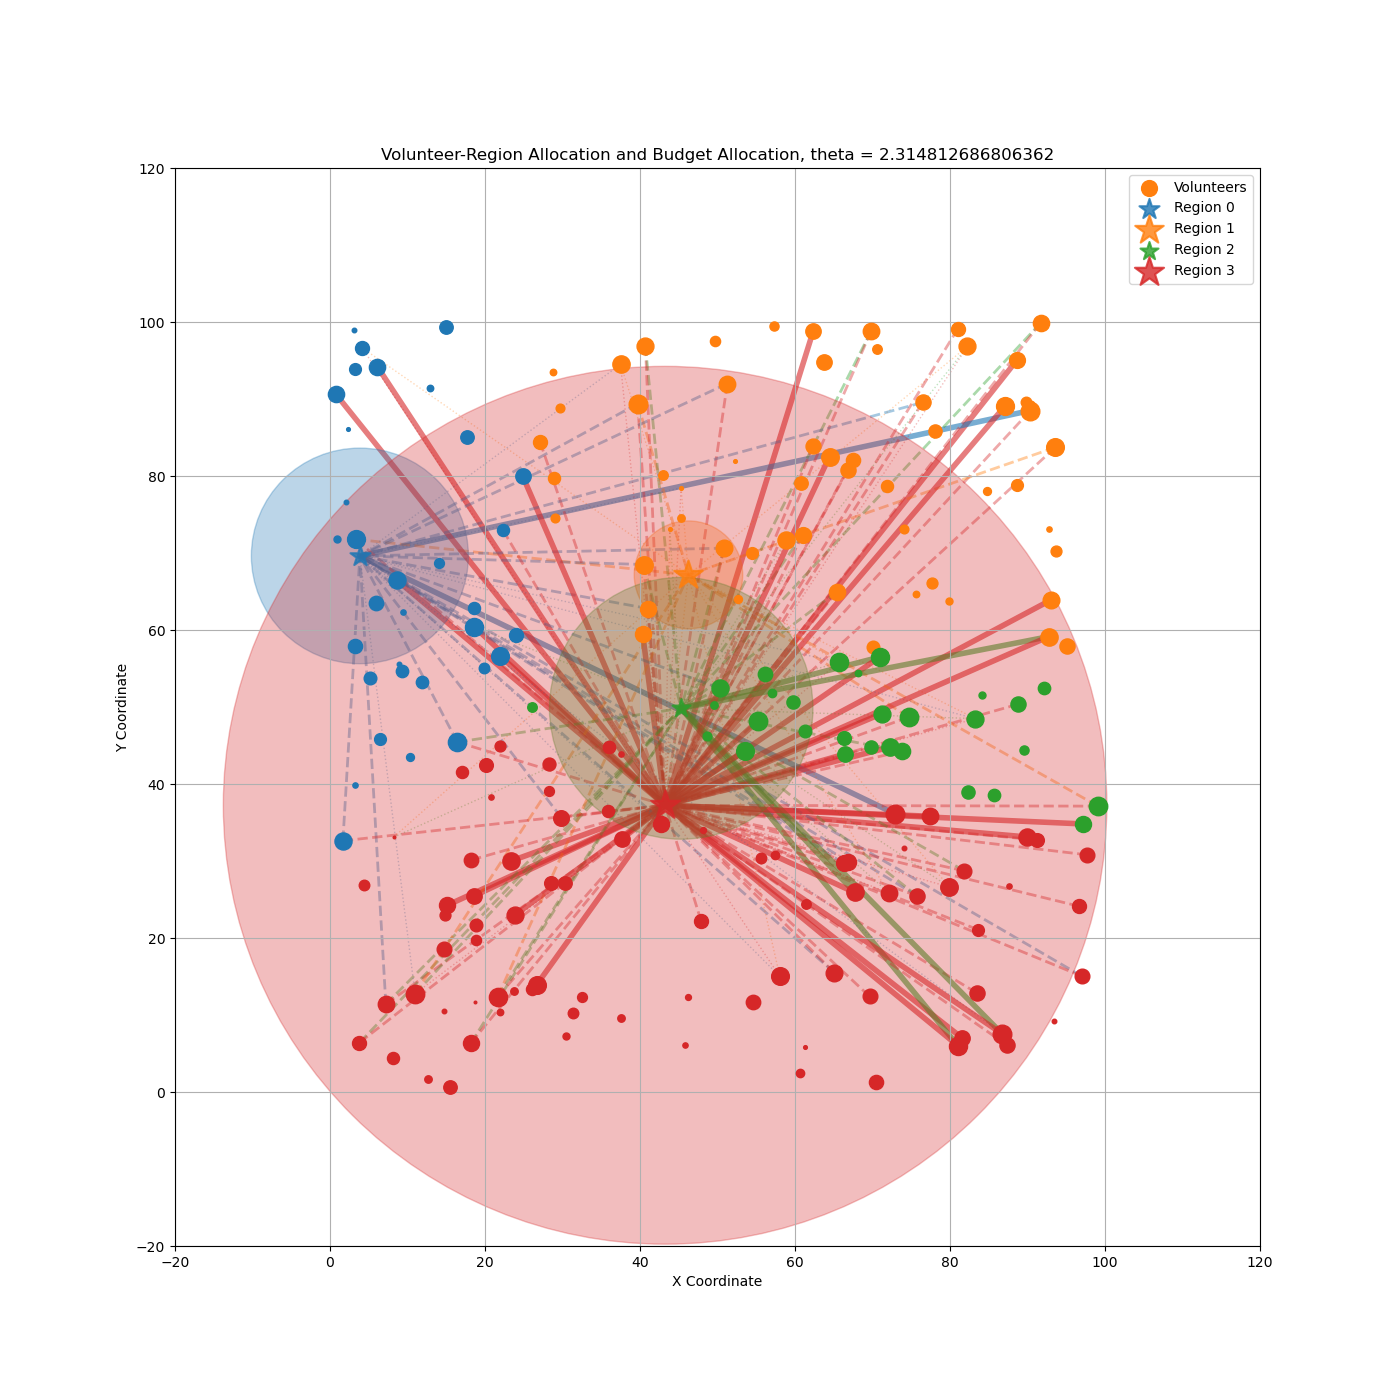 Volunteer-Region Allocation and Budget Allocation, theta = 2.314812686806362
120
Volunteers
Region 0
Region 1
Region 2
Region 3
100
80
60
Y Coordinate
40
20
0
−20
−20 0 20 40 60 80 100 120
X Coordinate